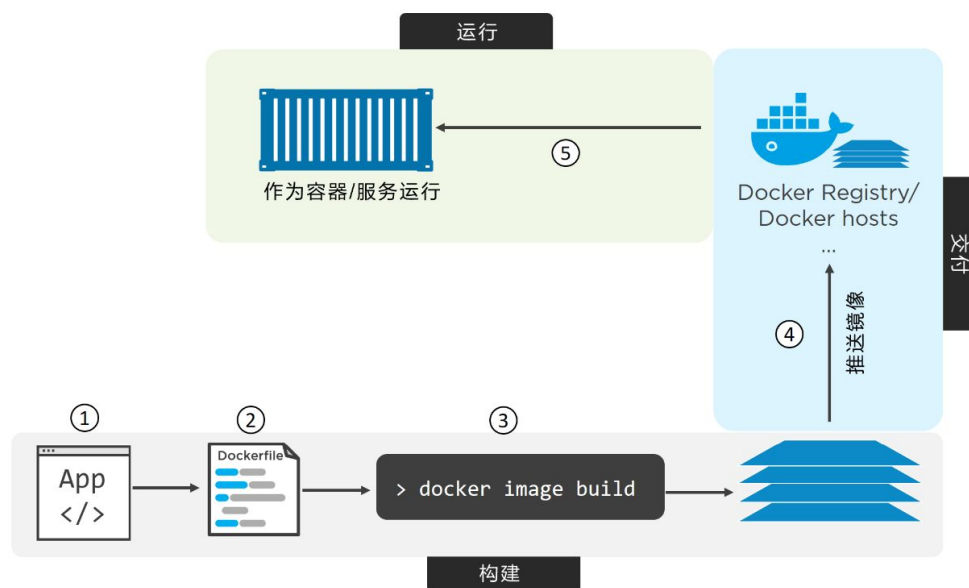 运行
作为容器/服务运行
⑤
Docker Registry/
Docker hosts
...
交付
④
推送镜像
①
②
③
App
</>
Dockerfile
> docker image build
构建